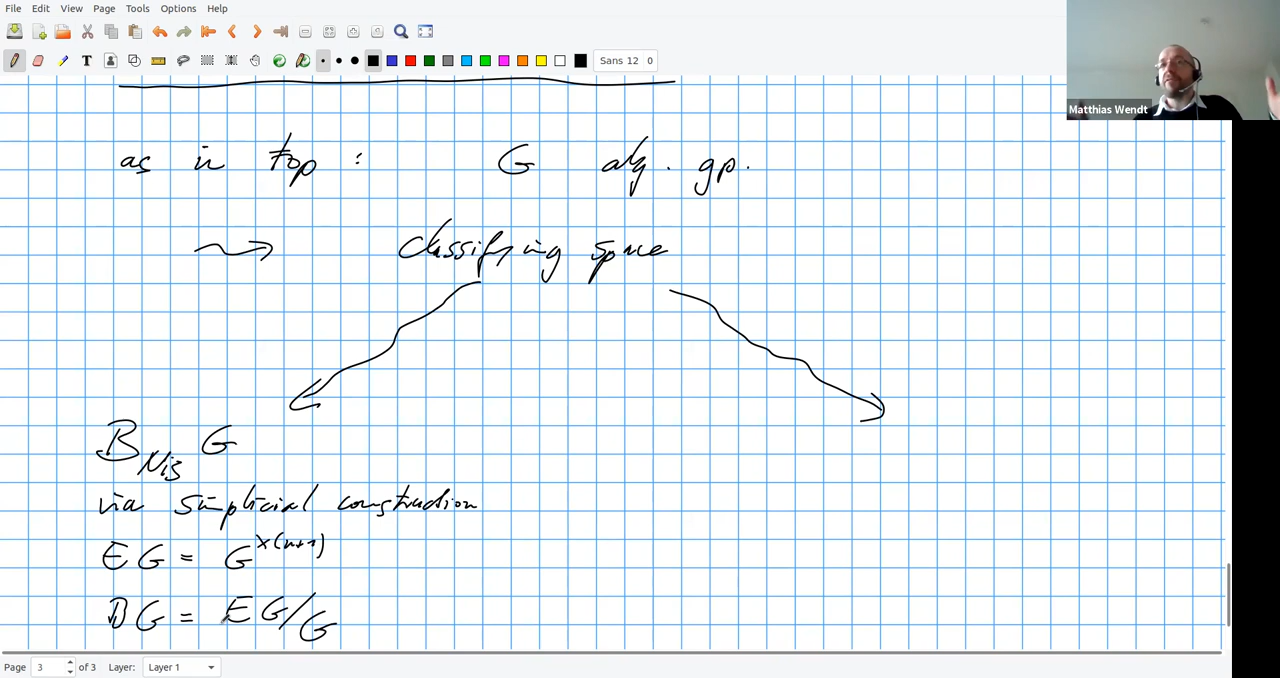 File Edit View Page Tools Options Help
Sans 12 0
Matthias Wendt
as in top : G alg. gp.
classifying space
B_Nis G
via simplicial construction
EG = G^×(n+1)
BG = EG/G
Page 3 of 3 Layer: Layer 1